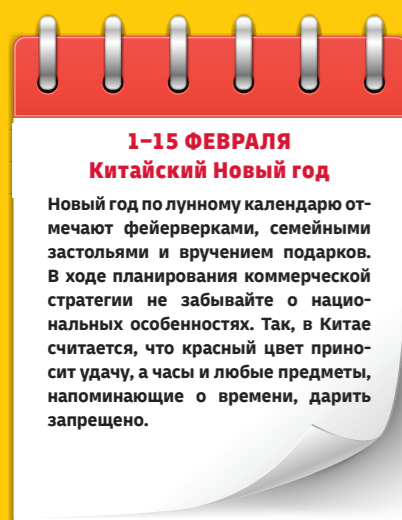 1–15 ФЕВРАЛЯ
Китайский Новый год
Новый год по лунному календарю от-
мечают фейерверками, семейными
застольями и вручением подарков.
В ходе планирования коммерческой
стратегии не забывайте о нацио-
нальных особенностях. Так, в Китае
считается, что красный цвет прино-
сит удачу, а часы и любые предметы,
напоминающие о времени, дарить
запрещено.